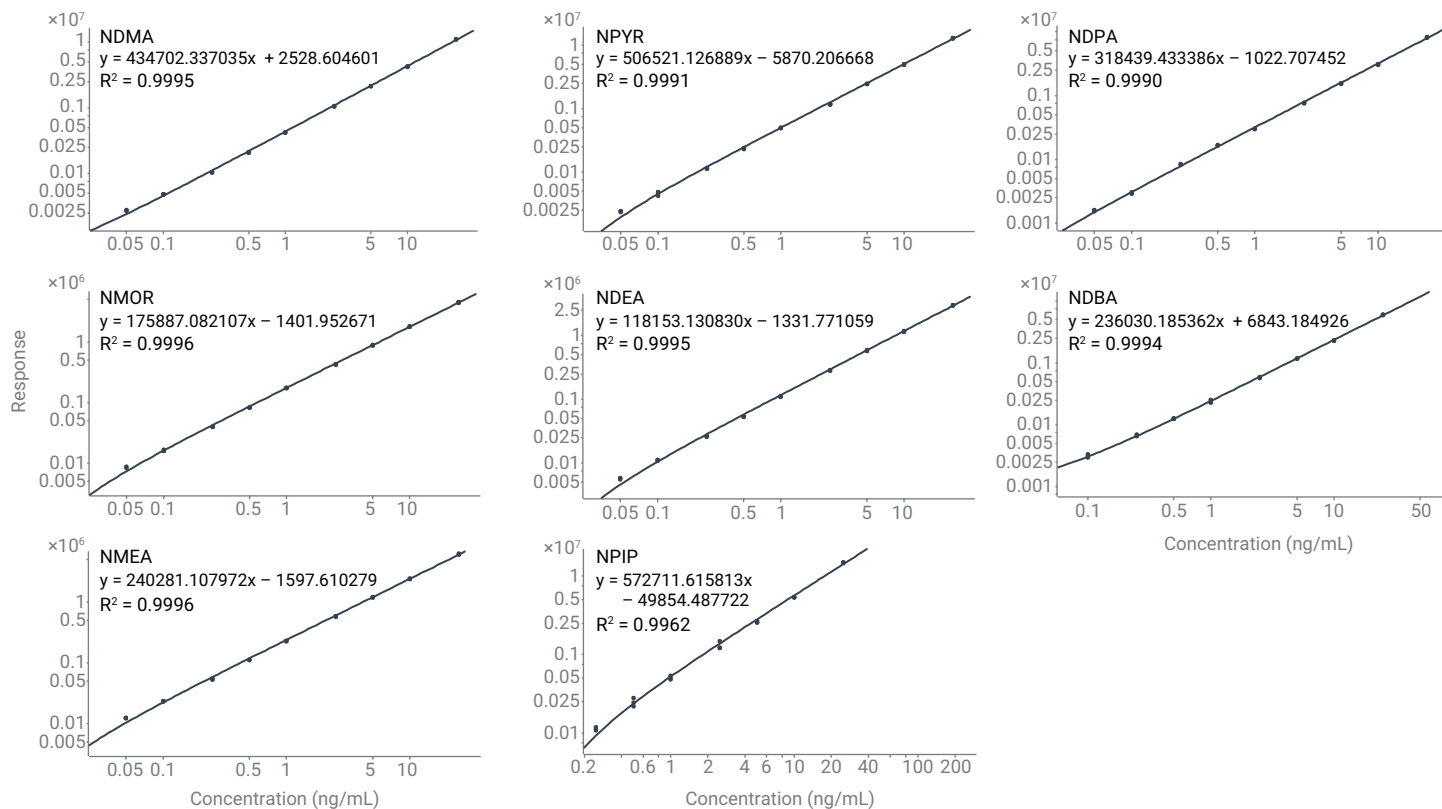 ×10⁷
NDMA
y = 434702.337035x + 2528.604601
R² = 0.9995
1
0.5
0.25
0.1
0.05
0.025
0.01
0.005
0.0025
0.05 0.1 0.5 1 5 10
×10⁷
NPYR
y = 506521.126889x – 5870.206668
R² = 0.9991
1
0.5
0.25
0.1
0.05
0.025
0.01
0.005
0.0025
0.05 0.1 0.5 1 5 10
×10⁷
NDPA
y = 318439.433386x – 1022.707452
R² = 0.9990
0.5
0.25
0.1
0.05
0.025
0.01
0.005
0.0025
0.001
0.05 0.1 0.5 1 5 10
Response
×10⁶
NMOR
y = 175887.082107x – 1401.952671
R² = 0.9996
1
0.5
0.1
0.05
0.01
0.005
0.05 0.1 0.5 1 5 10
×10⁶
NDEA
y = 118153.130830x – 1331.771059
R² = 0.9995
2.5
1
0.5
0.25
0.1
0.05
0.025
0.01
0.005
0.05 0.1 0.5 1 5 10
×10⁷
NDBA
y = 236030.185362x + 6843.184926
R² = 0.9994
0.5
0.25
0.1
0.05
0.025
0.01
0.005
0.0025
0.001
0.1 0.5 1 5 10 50
Concentration (ng/mL)
×10⁶
NMEA
y = 240281.107972x – 1597.610279
R² = 0.9996
1
0.5
0.1
0.05
0.01
0.005
0.05 0.1 0.5 1 5 10
Concentration (ng/mL)
×10⁷
NPIP
y = 572711.615813x
– 49854.487722
R² = 0.9962
1
0.5
0.25
0.1
0.05
0.025
0.01
0.2 0.6 1 2 4 6 10 20 40 100 200
Concentration (ng/mL)